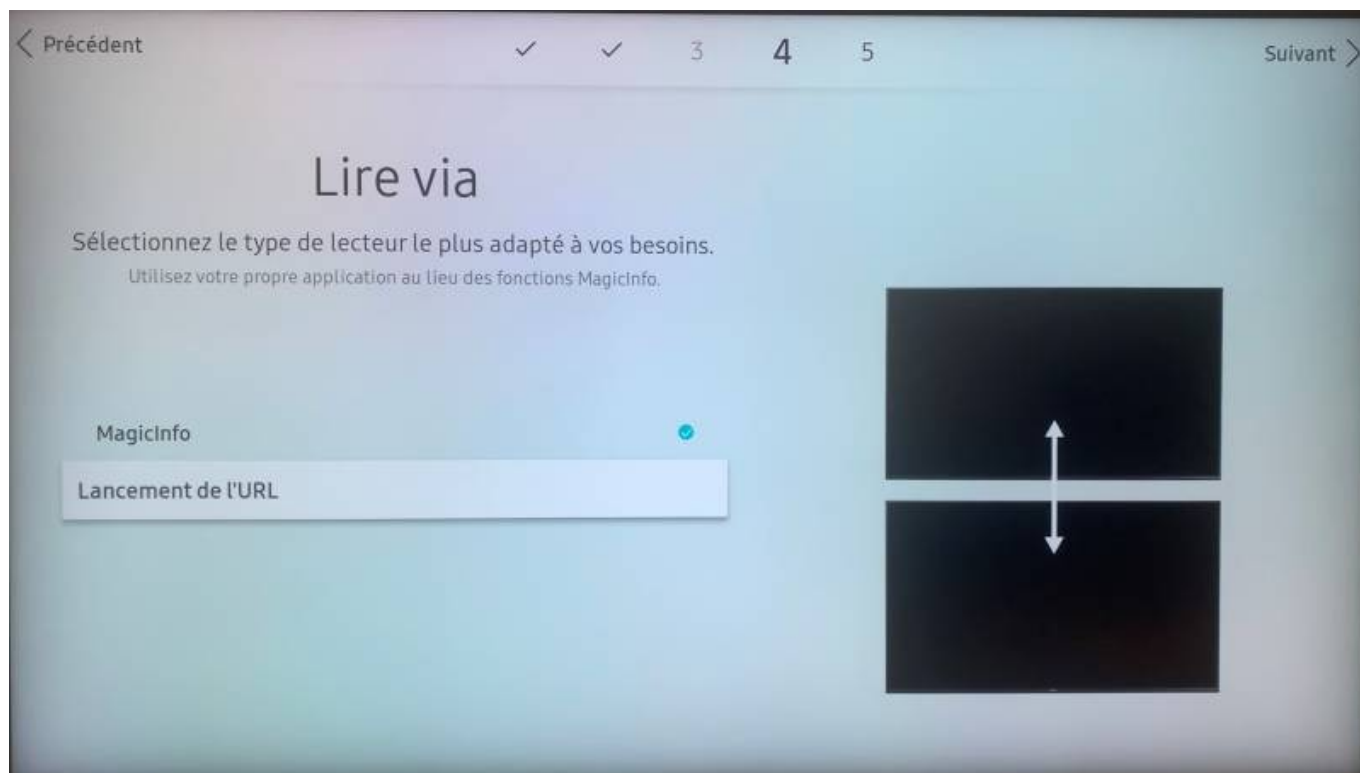 Précédent
3 4 5
Suivant
Lire via
Sélectionnez le type de lecteur le plus adapté à vos besoins.
Utilisez votre propre application au lieu des fonctions MagicInfo.
MagicInfo
Lancement de l'URL